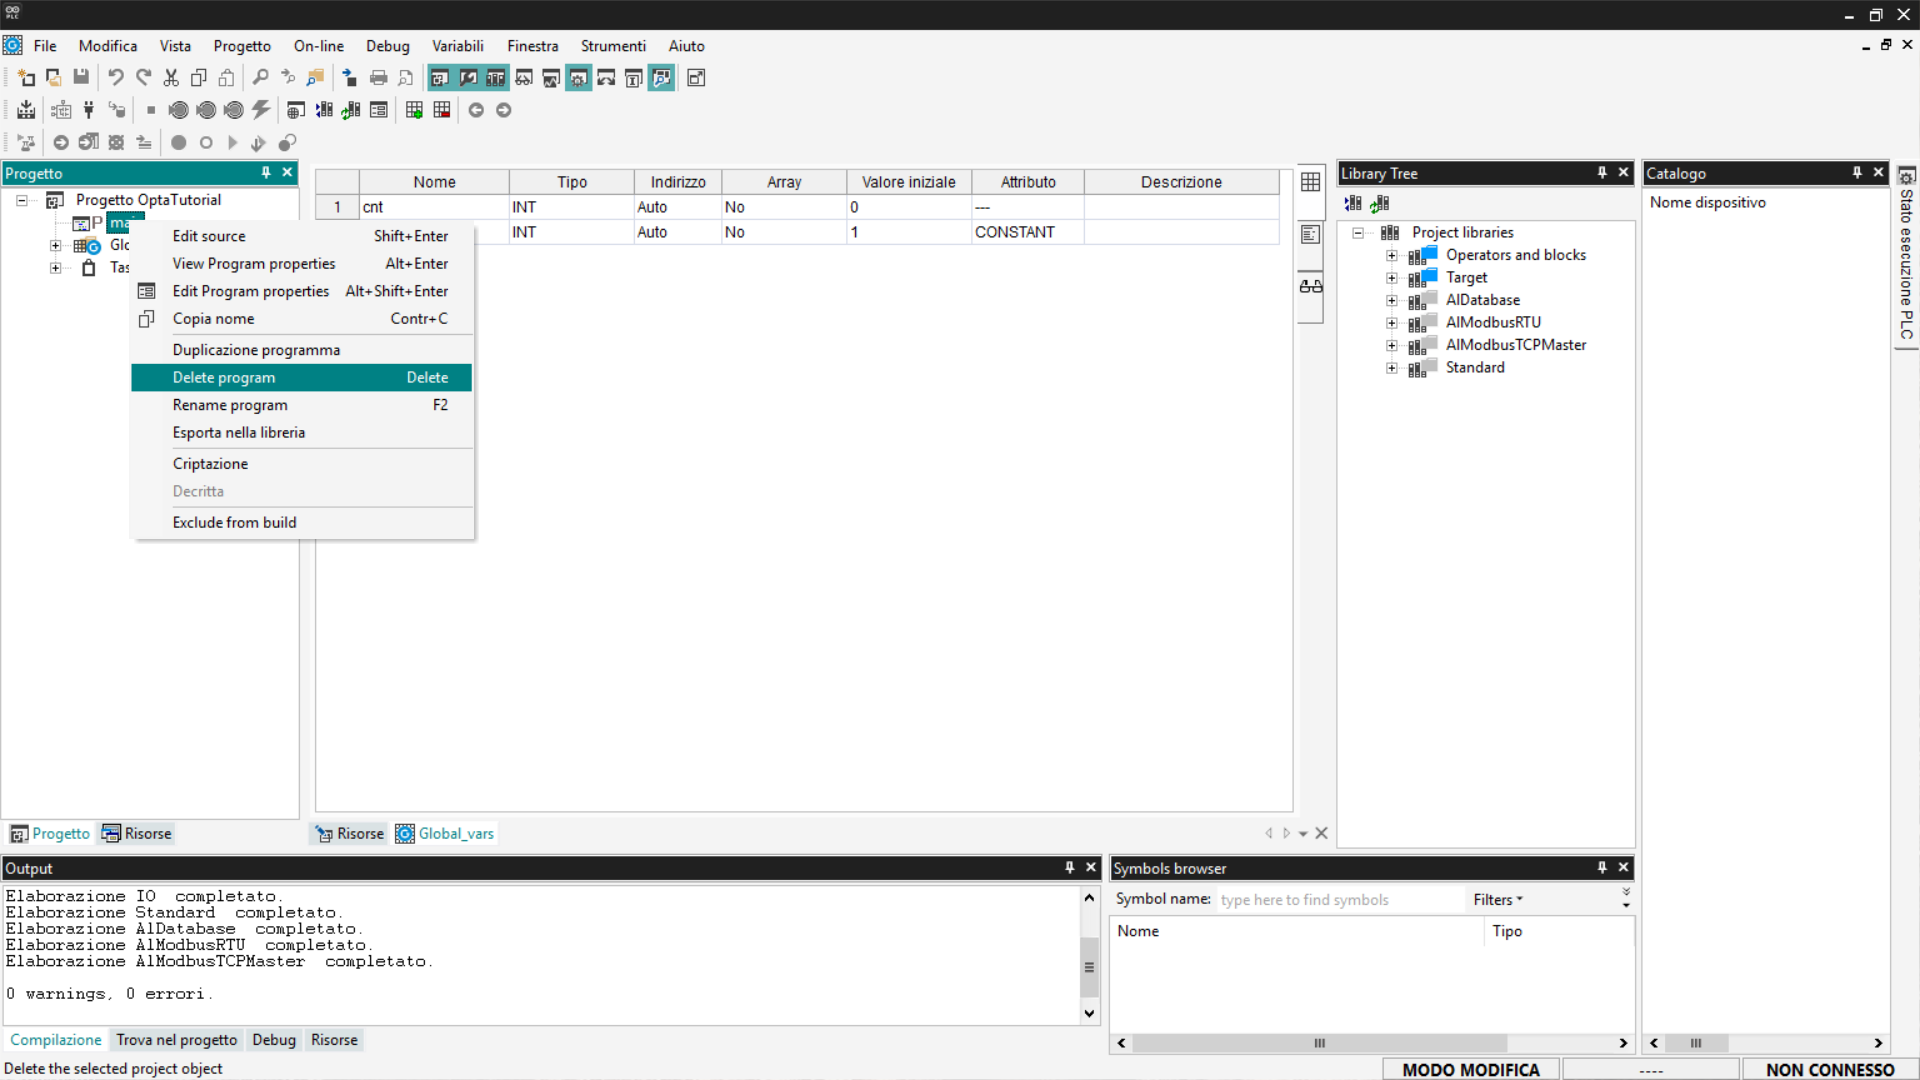 PLC
File Modifica Vista Progetto On-line Debug Variabili Finestra Strumenti Aiuto
Progetto
Progetto OptaTutorial
P
Edit source Shift+Enter
View Program properties Alt+Enter
Edit Program properties Alt+Shift+Enter
Copia nome Contr+C
Duplicazione programma
Delete program Delete
Rename program F2
Esporta nella libreria
Criptazione
Decritta
Exclude from build
Nome Tipo Indirizzo Array Valore iniziale Attributo Descrizione
1 cnt INT Auto No 0 ---
INT Auto No 1 CONSTANT
Library Tree
Project libraries
Operators and blocks
Target
AlDatabase
AlModbusRTU
AlModbusTCPMaster
Standard
Catalogo
Nome dispositivo
Stato esecuzione PLC
Progetto Risorse
Risorse Global_vars
Output
Elaborazione IO completato.
Elaborazione Standard completato.
Elaborazione AlDatabase completato.
Elaborazione AlModbusRTU completato.
Elaborazione AlModbusTCPMaster completato.
0 warnings, 0 errori.
Compilazione Trova nel progetto Debug Risorse
Symbols browser
Symbol name: type here to find symbols Filters
Nome Tipo
Delete the selected project object
MODO MODIFICA ---- NON CONNESSO